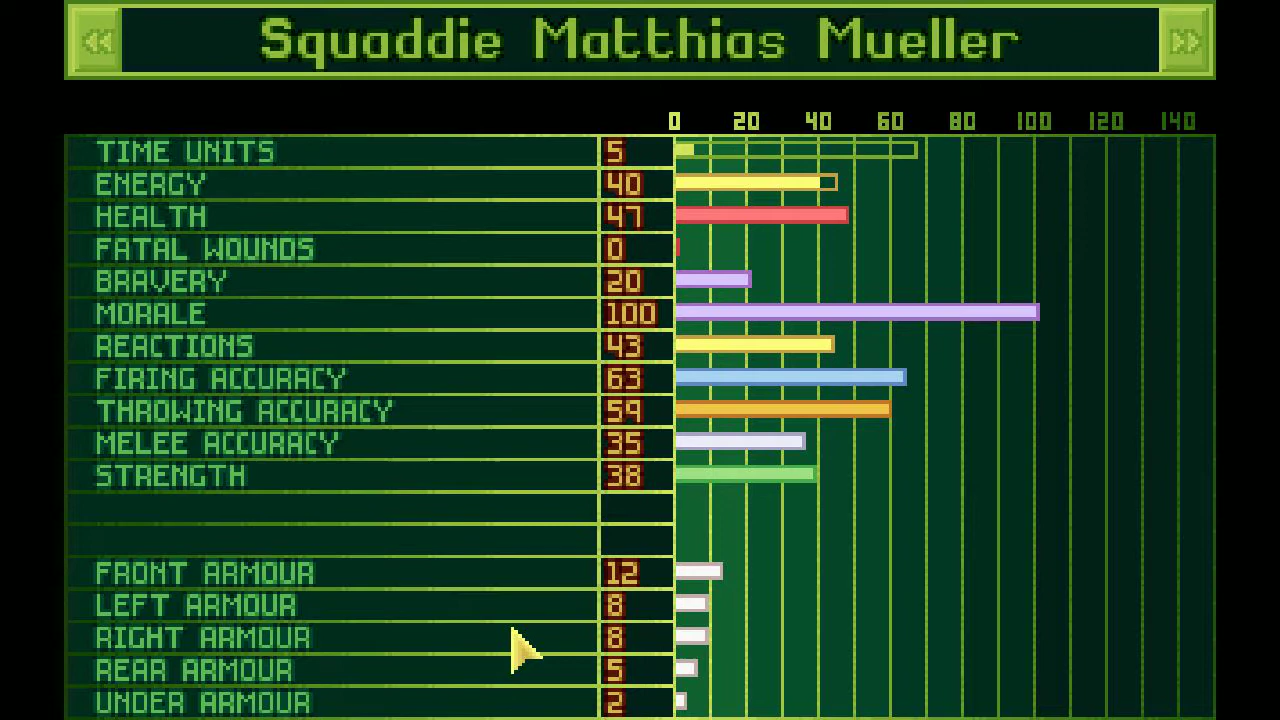 Squaddie Matthias Mueller
0 20 40 60 80 100 120 140
TIME UNITS 5
ENERGY 40
HEALTH 47
FATAL WOUNDS 0
BRAVERY 20
MORALE 100
REACTIONS 43
FIRING ACCURACY 63
THROWING ACCURACY 59
MELEE ACCURACY 35
STRENGTH 38
FRONT ARMOUR 12
LEFT ARMOUR 8
RIGHT ARMOUR 8
REAR ARMOUR 5
UNDER ARMOUR 2